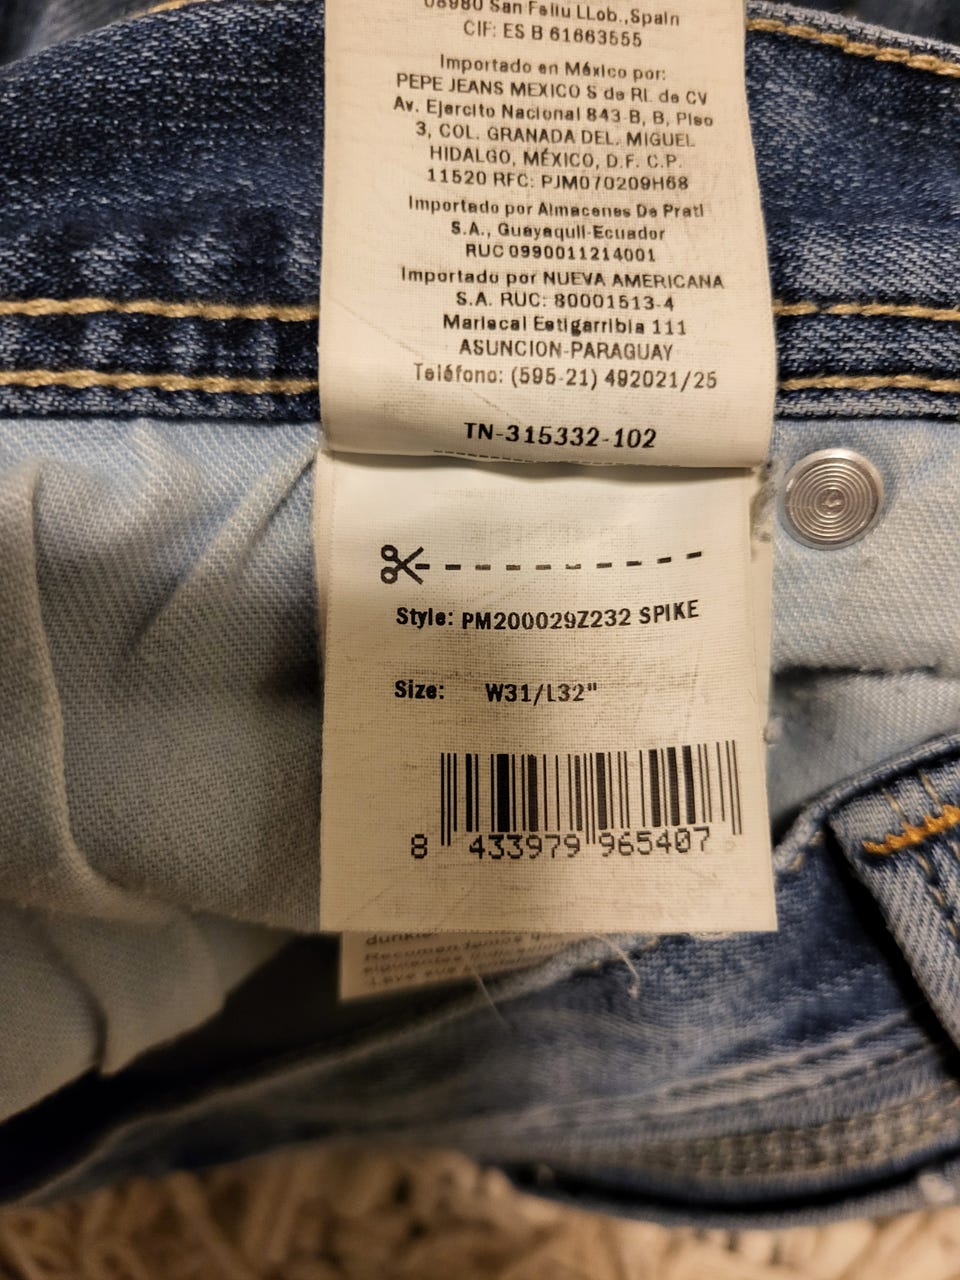 08980 San Feliu LLob.,Spain
CIF: ES B 61663555
Importado en México por:
PEPE JEANS MEXICO S de RL de CV
Av. Ejercito Nacional 843-B, B, Piso
3, COL. GRANADA DEL. MIGUEL
HIDALGO, MÉXICO, D.F. C.P.
11520 RFC: PJM070209H68
Importado por Almacenes De Prati
S.A., Guayaquil-Ecuador
RUC 0990011214001
Importado por NUEVA AMERICANA
S.A. RUC: 80001513-4
Mariscal Estigarribia 111
ASUNCION-PARAGUAY
Teléfono: (595-21) 492021/25
TN-315332-102
Style: PM200029Z232 SPIKE
Size: W31/L32"
8 433979 965407
Recomendamos
siguientes